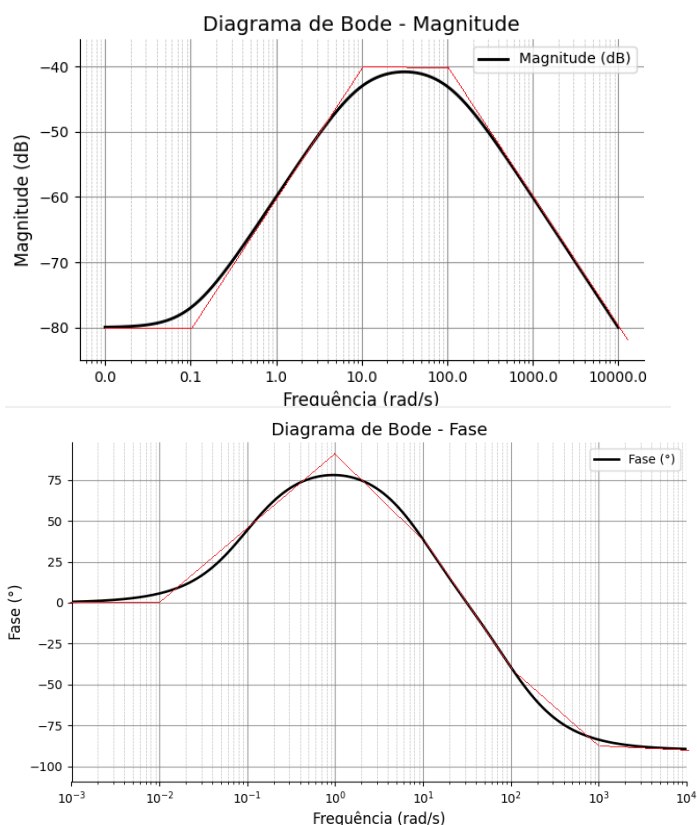 Diagrama de Bode - Magnitude
Magnitude (dB)
Magnitude (dB)
−40
−50
−60
−70
−80
0.0 0.1 1.0 10.0 100.0 1000.0 10000.0
Frequência (rad/s)
Diagrama de Bode - Fase
Fase (°)
Fase (°)
75
50
25
0
−25
−50
−75
−100
10⁻³ 10⁻² 10⁻¹ 10⁰ 10¹ 10² 10³ 10⁴
Frequência (rad/s)